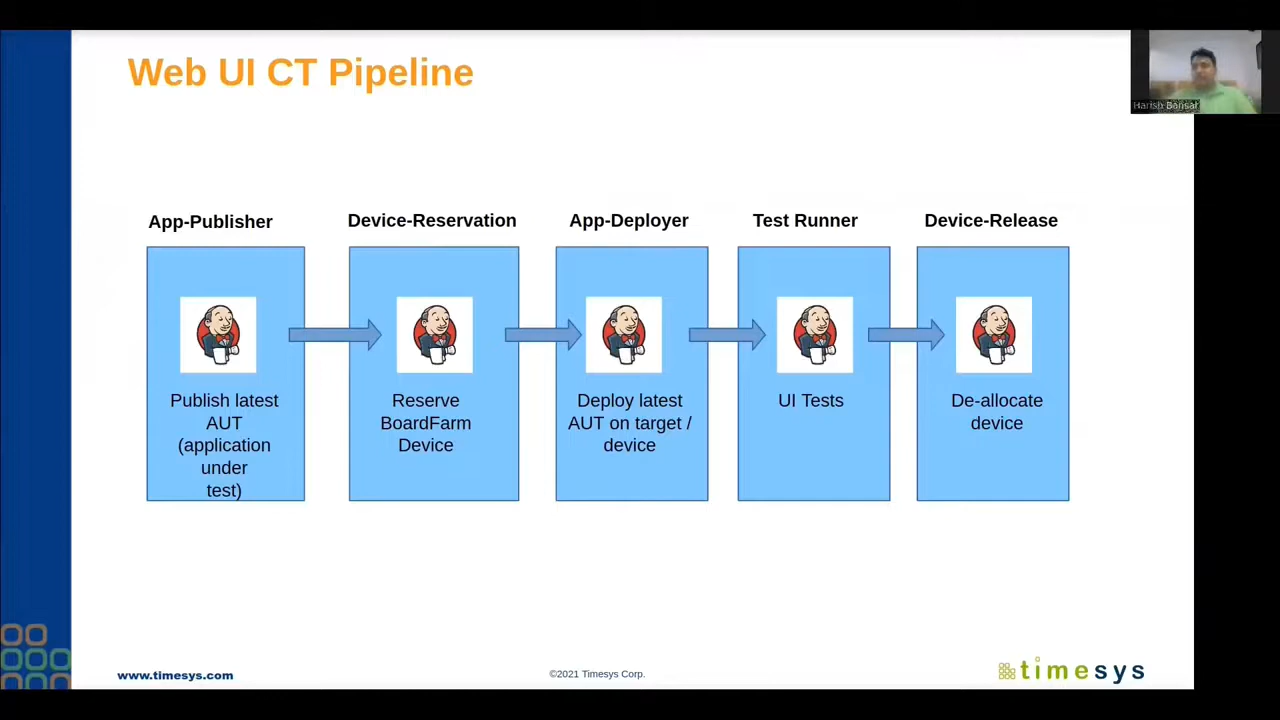 Web UI CT Pipeline
Harish Bansal
App-Publisher
Device-Reservation
App-Deployer
Test Runner
Device-Release
Publish latest
AUT
(application
under
test)
Reserve
BoardFarm
Device
Deploy latest
AUT on target /
device
UI Tests
De-allocate
device
www.timesys.com
©2021 Timesys Corp.
timesys